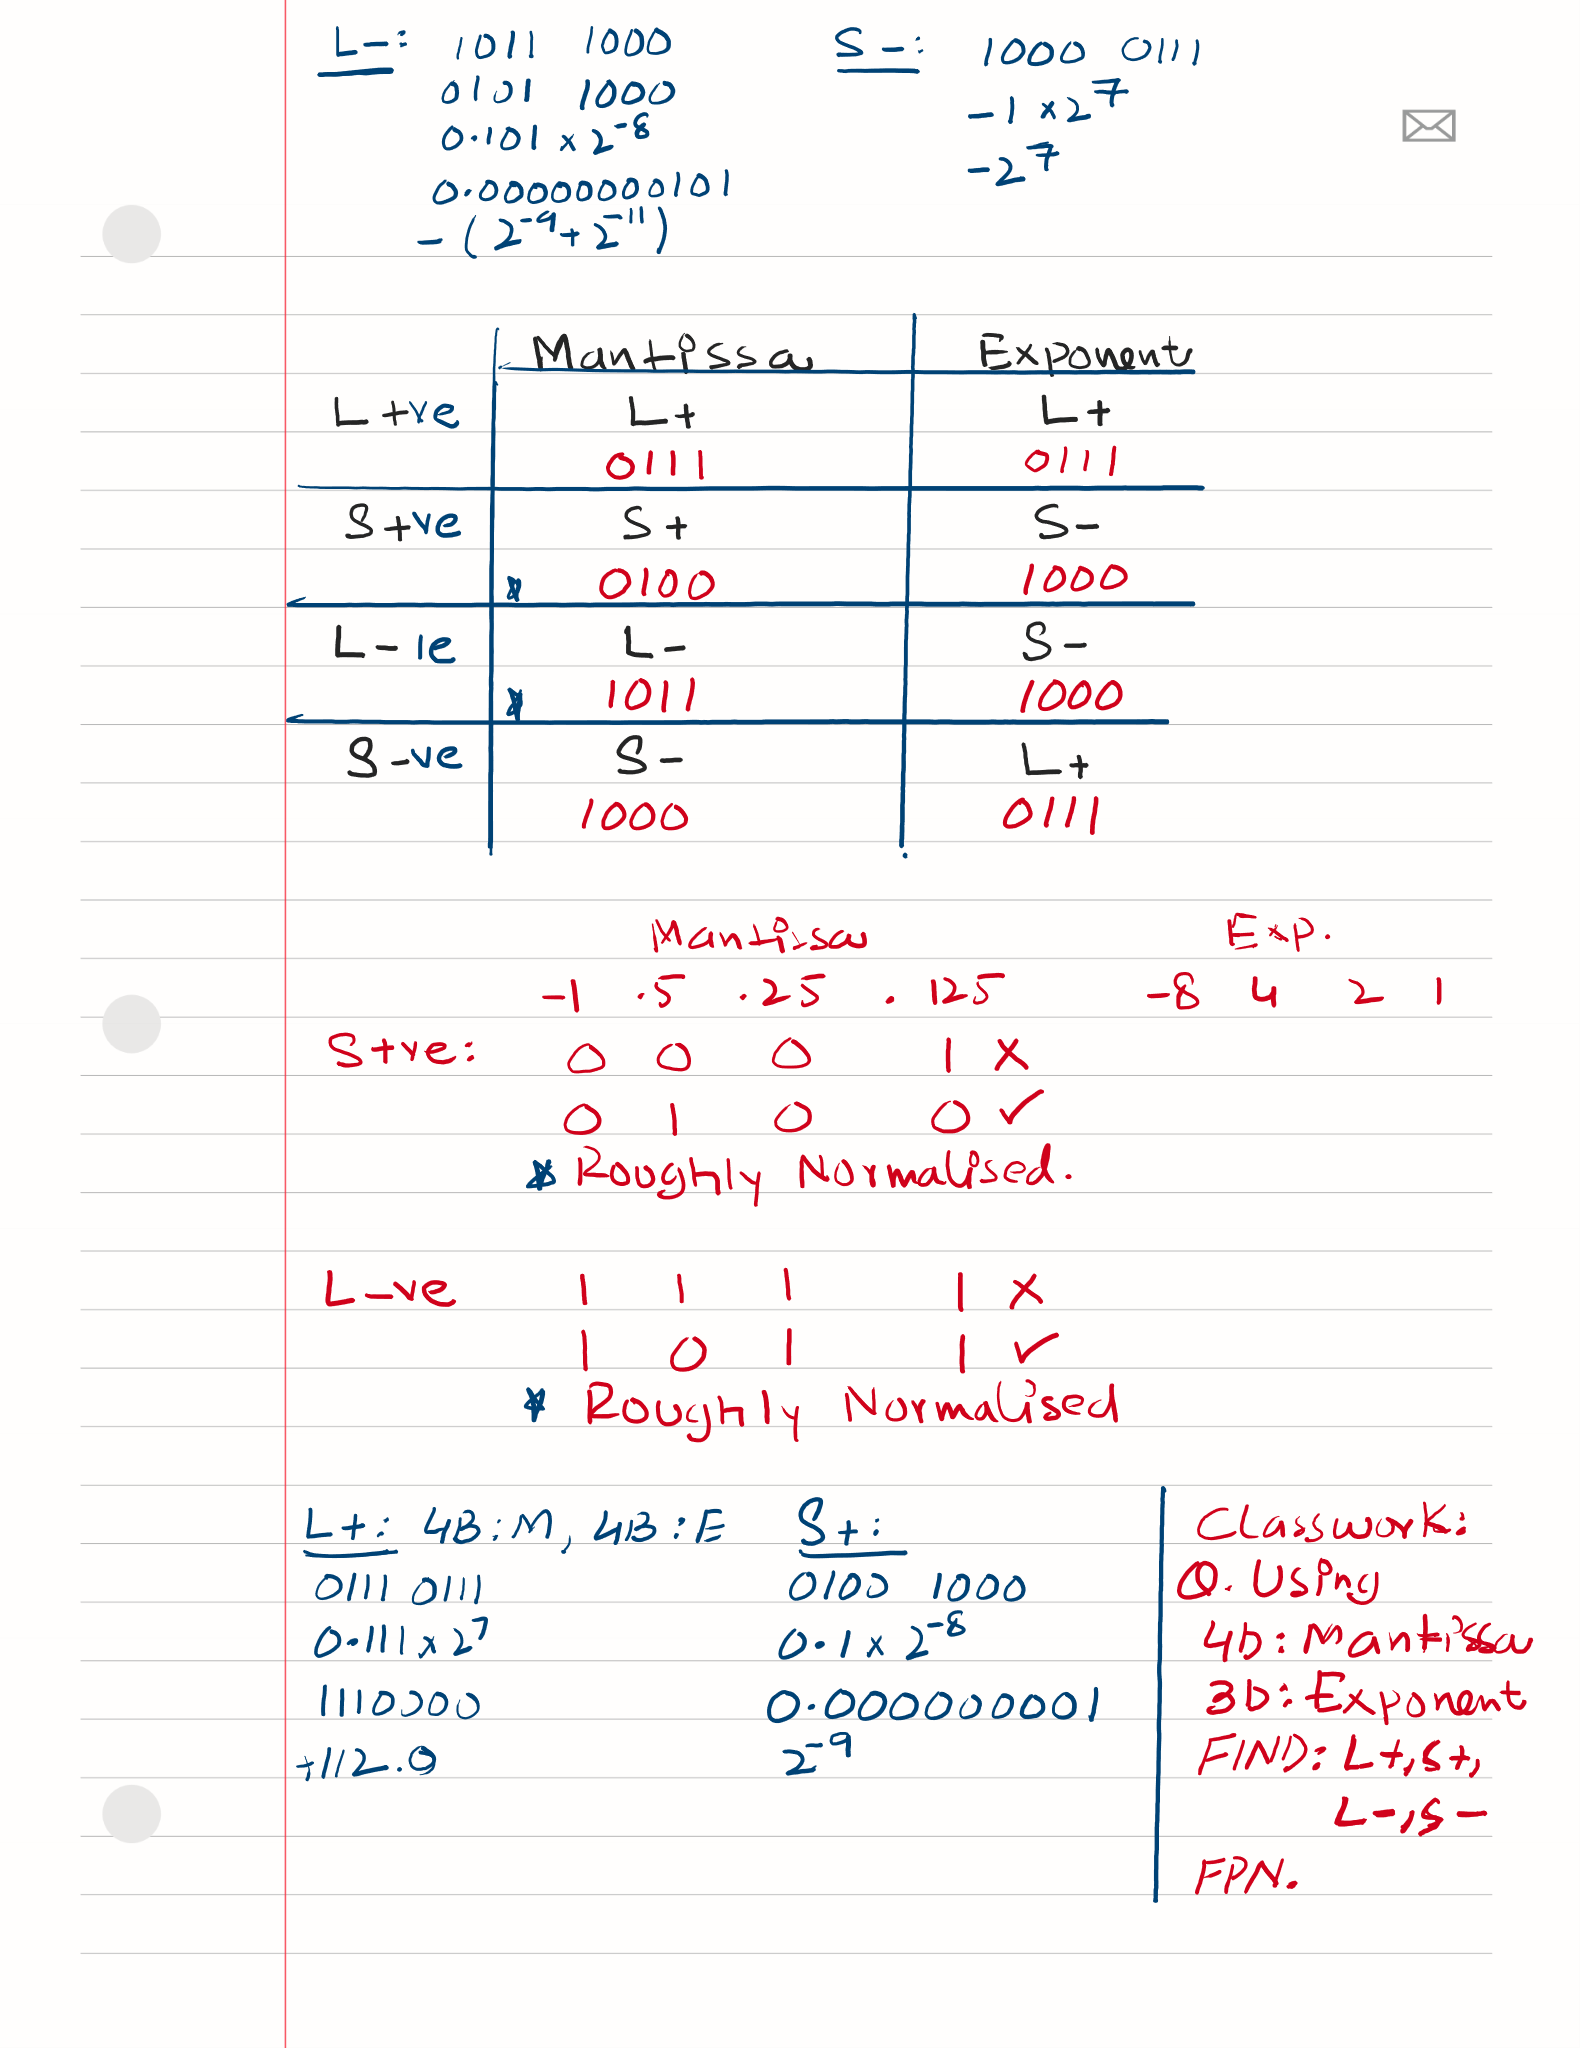 L-: 1011 1000
0101 1000
0.101 x 2^-8
0.00000000101
- (2^-9 + 2^-11)
S-: 1000 0111
-1 x 2^7
-2^7
Mantissa Exponent
L +ve L+ L+
0111 0111
S +ve S+ S-
* 0100 1000
L -ve L- S-
* 1011 1000
S -ve S- L+
1000 0111
Mantissa Exp.
-1 .5 .25 .125 -8 4 2 1
S+ve: 0 0 0 1 ×
0 1 0 0 ✓
* Roughly Normalised.
L-ve 1 1 1 1 ×
1 0 1 1 ✓
* Roughly Normalised
L+: 4B:M, 4B:E
0111 0111
0.111 x 2^7
1110000
+112.0
S+:
0100 1000
0.1 x 2^-8
0.000000001
2^-9
Classwork:
Q. Using
4b: Mantissa
3b: Exponent
FIND: L+, S+,
L-, S-
FPN.